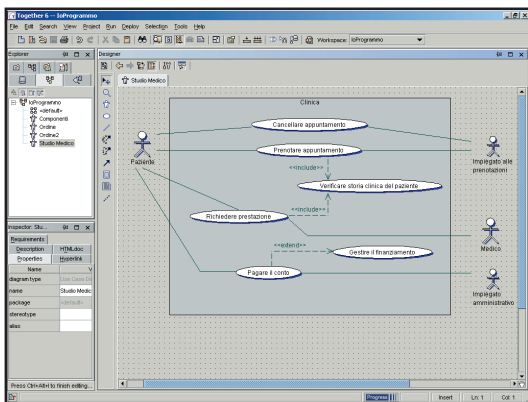 Together 6 -- IoProgrammo
File Edit Search View Project Run Deploy Selection Tools Help
Workspace: IoProgrammo
Explorer
Designer
Studio Medico
IoProgrammo
<default>
Componenti
Ordine
Ordine2
Studio Medico
Clinica
Cancellare appuntamento
Prenotare appuntamento
Paziente
Impiegato alle
prenotazioni
<<include>>
Verificare storia clinica del paziente
<<include>>
Richiedere prestazione
Medico
<<extend>>
Gestire il finanziamento
Pagare il conto
Implegato
amministrativo
Inspector: Stu...
Requirements
Description HTMLdoc
Properties Hyperlink
Name V
diagram type Use Case Di
name Studio Medic
package <default>
stereotype
alias
Press Ctrl+Alt+I to finish editing...
Progress
Insert Ln: 1 Col: 1